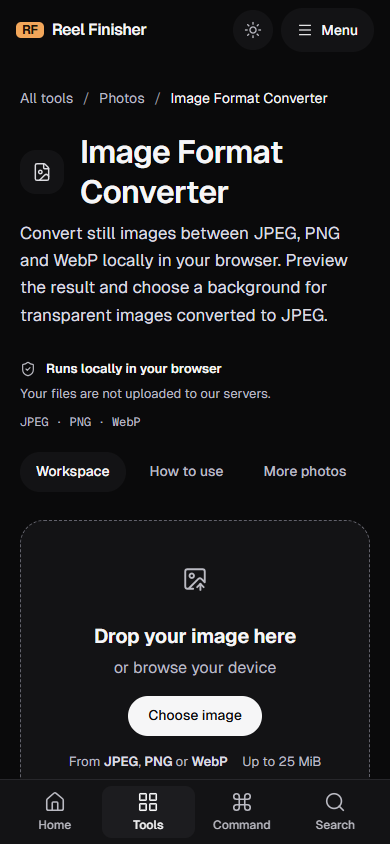 RF Reel Finisher
Menu
All tools / Photos / Image Format Converter
Image Format
Converter
Convert still images between JPEG, PNG
and WebP locally in your browser. Preview
the result and choose a background for
transparent images converted to JPEG.
Runs locally in your browser
Your files are not uploaded to our servers.
JPEG · PNG · WebP
Workspace How to use More photos
Drop your image here
or browse your device
Choose image
From JPEG, PNG or WebP Up to 25 MiB
Home Tools Command Search